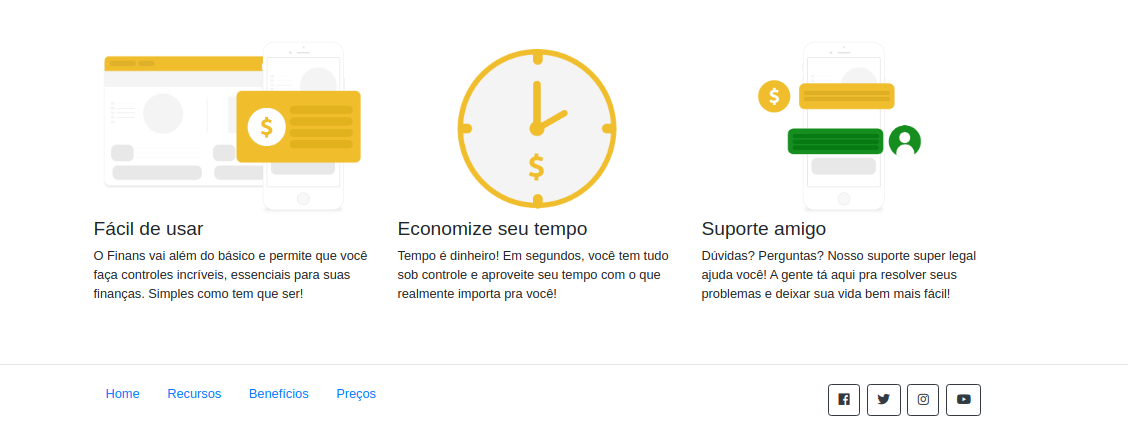 $
$
$
Fácil de usar
O Finans vai além do básico e permite que você
faça controles incríveis, essenciais para suas
finanças. Simples como tem que ser!
Economize seu tempo
Tempo é dinheiro! Em segundos, você tem tudo
sob controle e aproveite seu tempo com o que
realmente importa pra você!
Suporte amigo
Dúvidas? Perguntas? Nosso suporte super legal
ajuda você! A gente tá aqui pra resolver seus
problemas e deixar sua vida bem mais fácil!
Home Recursos Benefícios Preços